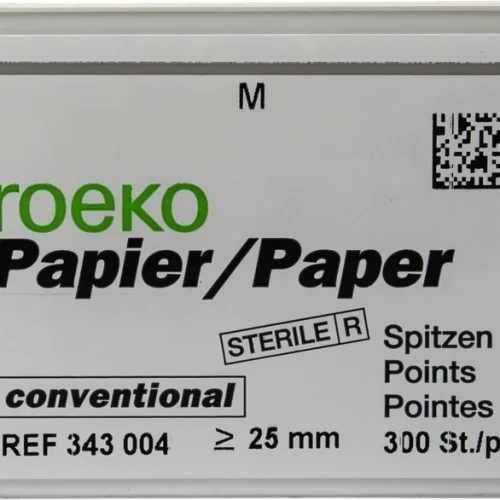 M
roeko
Papier/Paper
STERILE R
Spitzen
Points
conventional
Pointes
REF 343 004 ≥ 25 mm 300 St./p